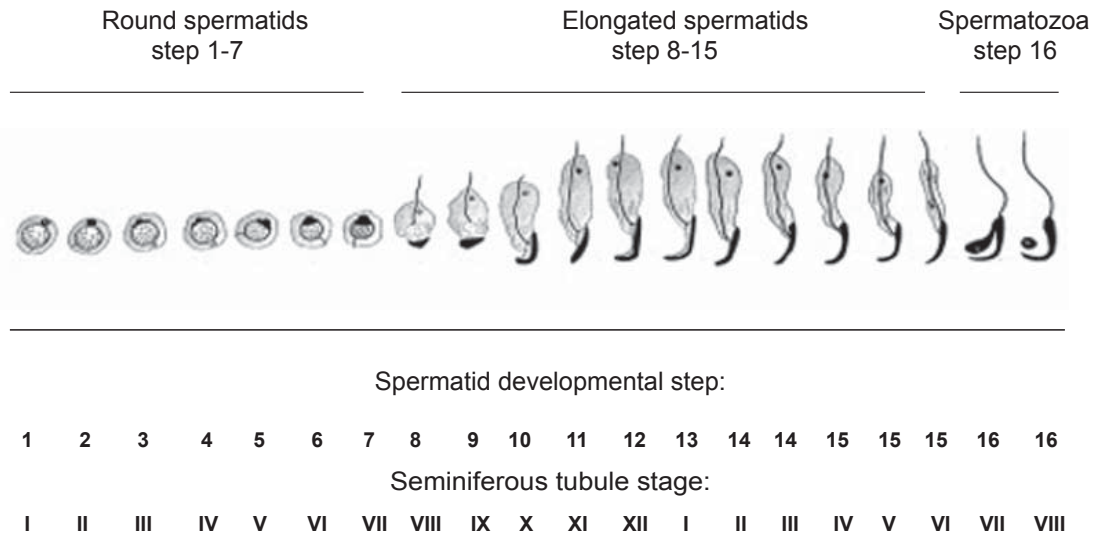 Round spermatids
step 1-7
Elongated spermatids
step 8-15
Spermatozoa
step 16
Spermatid developmental step:
1 2 3 4 5 6 7 8 9 10 11 12 13 14 14 15 15 15 16 16
Seminiferous tubule stage:
I II III IV V VI VII VIII IX X XI XII I II III IV V VI VII VIII